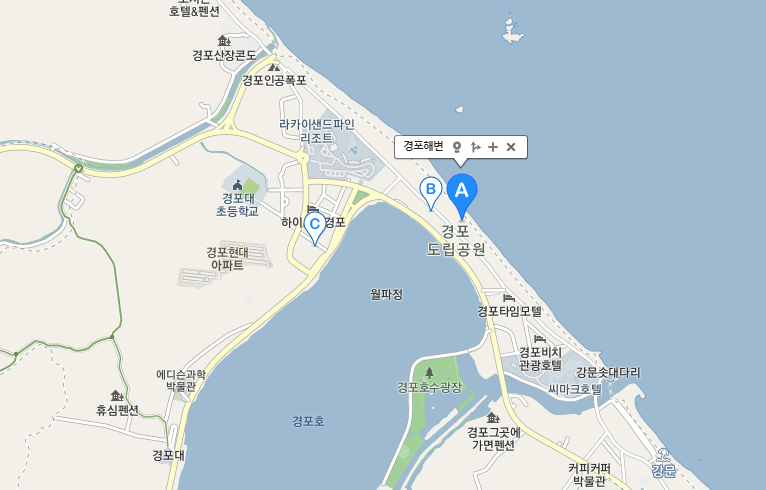 호텔&펜션
경포산장콘도
경포인공폭포
라카이샌드파인
리조트
경포해변
B
A
경포대
초등학교
하이
C
경포
경포
도립공원
경포현대
아파트
월파정
경포타임모텔
경포비치
관광호텔
강문솟대다리
씨마크호텔
에디슨과학
박물관
경포호수광장
휴심펜션
경포호
경포그곳에
가면펜션
경포대
커피커퍼
박물관
강문